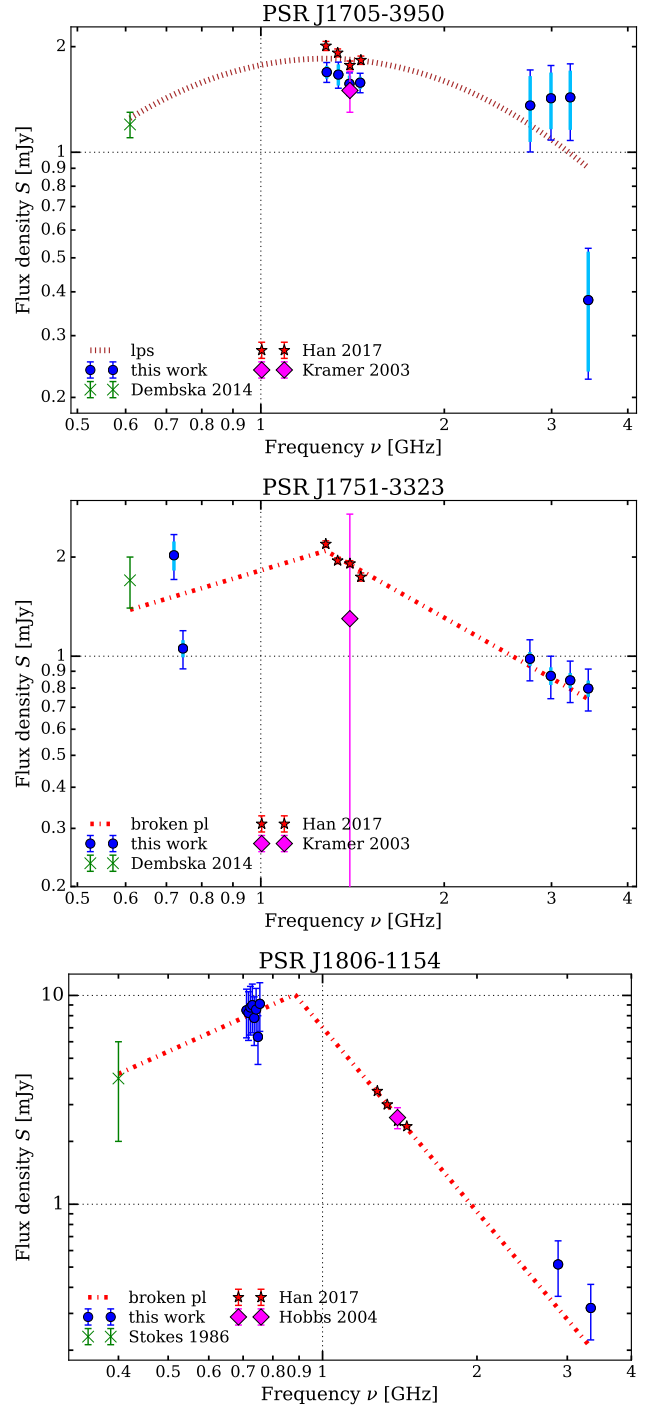 PSR J1705-3950
2
1
0.9
0.8
0.7
0.6
0.5
0.4
0.3
0.2
Flux density S [mJy]
lps
this work
Dembska 2014
Han 2017
Kramer 2003
0.5 0.6 0.7 0.8 0.9 1 2 3 4
Frequency ν [GHz]
PSR J1751-3323
2
1
0.9
0.8
0.7
0.6
0.5
0.4
0.3
0.2
Flux density S [mJy]
broken pl
this work
Dembska 2014
Han 2017
Kramer 2003
0.5 0.6 0.7 0.8 0.9 1 2 3 4
Frequency ν [GHz]
PSR J1806-1154
10
1
Flux density S [mJy]
broken pl
this work
Stokes 1986
Han 2017
Hobbs 2004
0.4 0.5 0.6 0.7 0.8 0.9 1 2 3 4
Frequency ν [GHz]